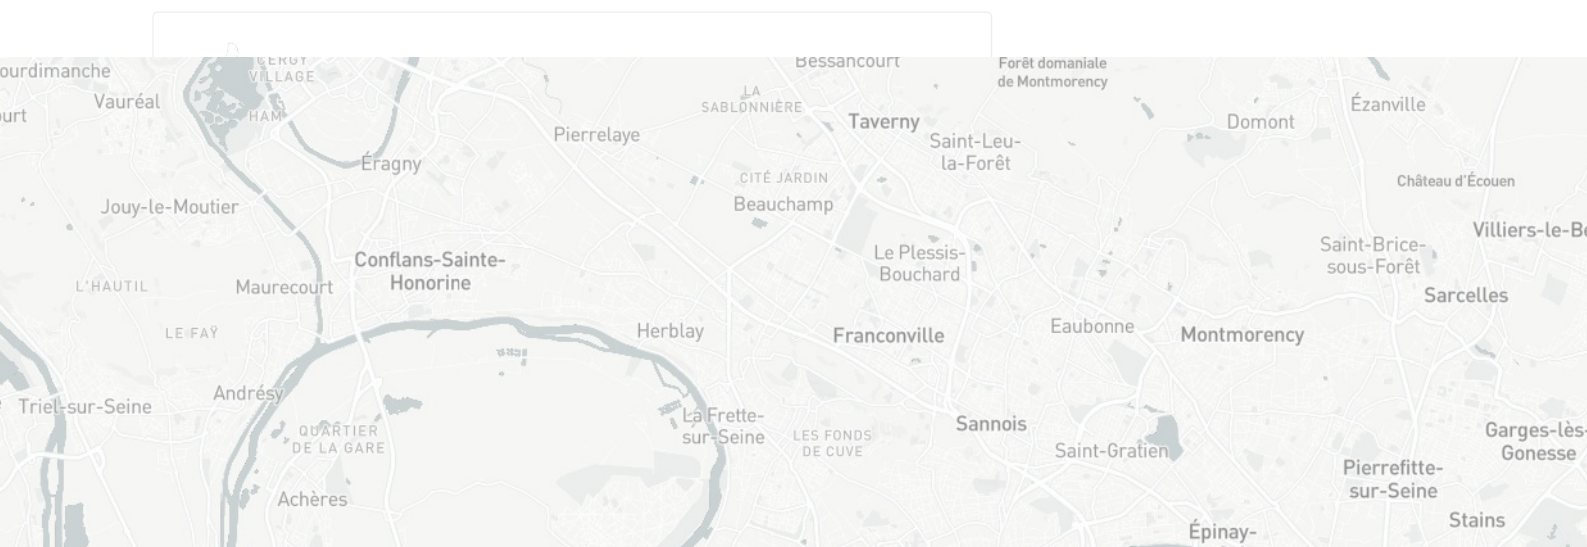 CERGY
VILLAGE
Bessancourt
Forêt domaniale
de Montmorency
ourdimanche
Vauréal
HAM
LA
SABLONNIÈRE
Taverny
Ézanville
Domont
Pierrelaye
Saint-Leu-
la-Forêt
Éragny
CITÉ JARDIN
Château d'Écouen
Jouy-le-Moutier
Beauchamp
Villiers-le-Be
Conflans-Sainte-
Honorine
Le Plessis-
Bouchard
Saint-Brice-
sous-Forêt
L'HAUTIL
Maurecourt
Sarcelles
LE FAŸ
Herblay
Franconville
Eaubonne
Montmorency
Andrésy
Triel-sur-Seine
La Frette-
sur-Seine
Sannois
QUARTIER
DE LA GARE
LES FONDS
DE CUVE
Saint-Gratien
Garges-lès-
Gonesse
Pierrefitte-
sur-Seine
Achères
Stains
Épinay-